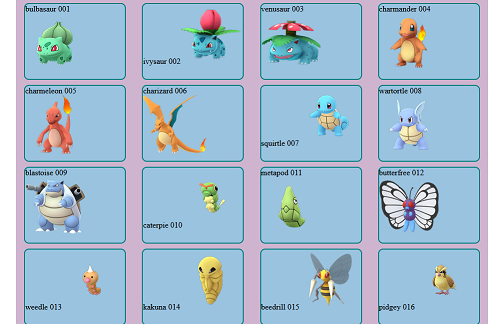 bulbasaur 001
ivysaur 002
venusaur 003
charmander 004
charmeleon 005
charizard 006
squirtle 007
wartortle 008
blastoise 009
caterpie 010
metapod 011
butterfree 012
weedle 013
kakuna 014
beedrill 015
pidgey 016